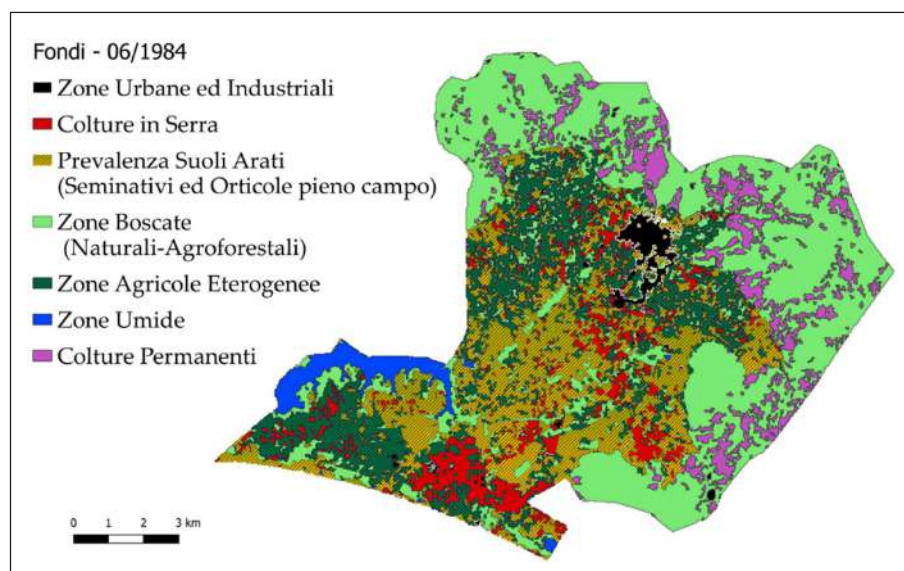 Fondi - 06/1984
Zone Urbane ed Industriali
Colture in Serra
Prevalenza Suoli Arati
(Seminativi ed Orticole pieno campo)
Zone Boscate
(Naturali-Agroforestali)
Zone Agricole Eterogenee
Zone Umide
Colture Permanenti
0 1 2 3 km